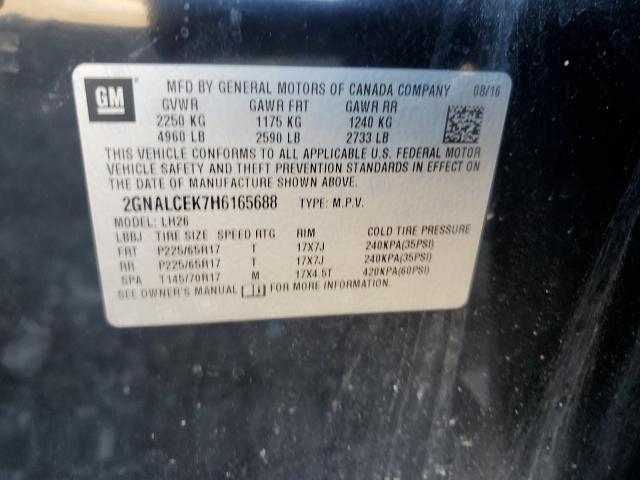 GM MFD BY GENERAL MOTORS OF CANADA COMPANY 08/16
GVWR GAWR FRT GAWR RR
2250 KG 1175 KG 1240 KG
4960 LB 2590 LB 2733 LB
THIS VEHICLE CONFORMS TO ALL APPLICABLE U.S. FEDERAL MOTOR
VEHICLE SAFETY AND THEFT PREVENTION STANDARDS IN EFFECT ON
THE DATE OF MANUFACTURE SHOWN ABOVE.
2GNALCEK7H6165688 TYPE: M.P.V.
MODEL: LH26
LBBJ TIRE SIZE SPEED RTG RIM COLD TIRE PRESSURE
FRT P225/65R17 T 17X7J 240KPA(35PSI)
RR P225/65R17 T 17X7J 240KPA(35PSI)
SPA T145/70R17 M 17X4.5T 420KPA(60PSI)
SEE OWNER'S MANUAL FOR MORE INFORMATION.